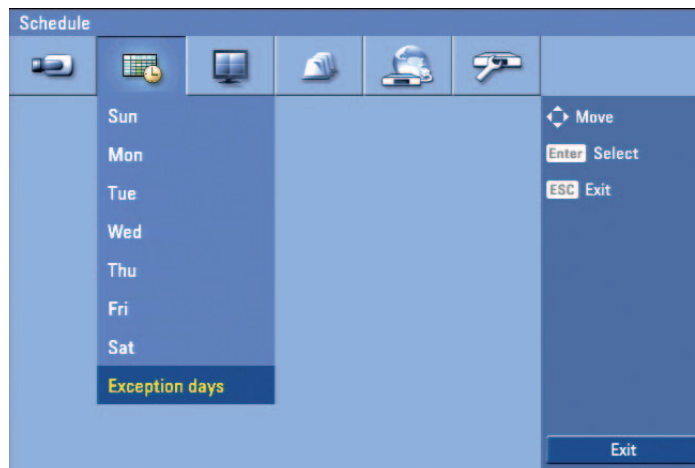 Schedule
Sun
Mon
Tue
Wed
Thu
Fri
Sat
Exception days
Move
Enter Select
ESC Exit
Exit